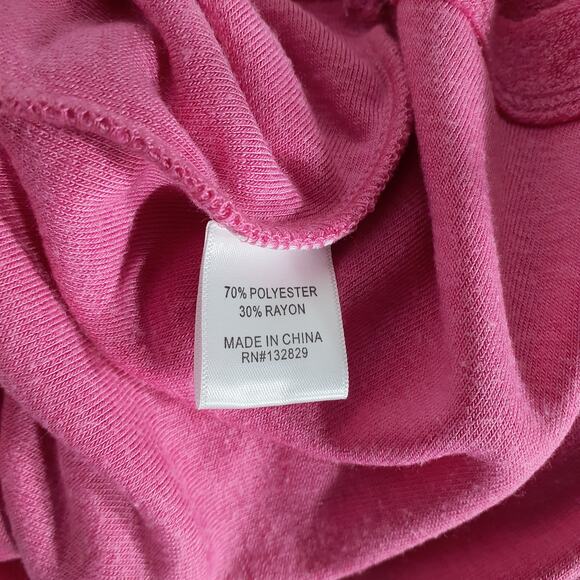 70% POLYESTER
30% RAYON
MADE IN CHINA
RN#132829